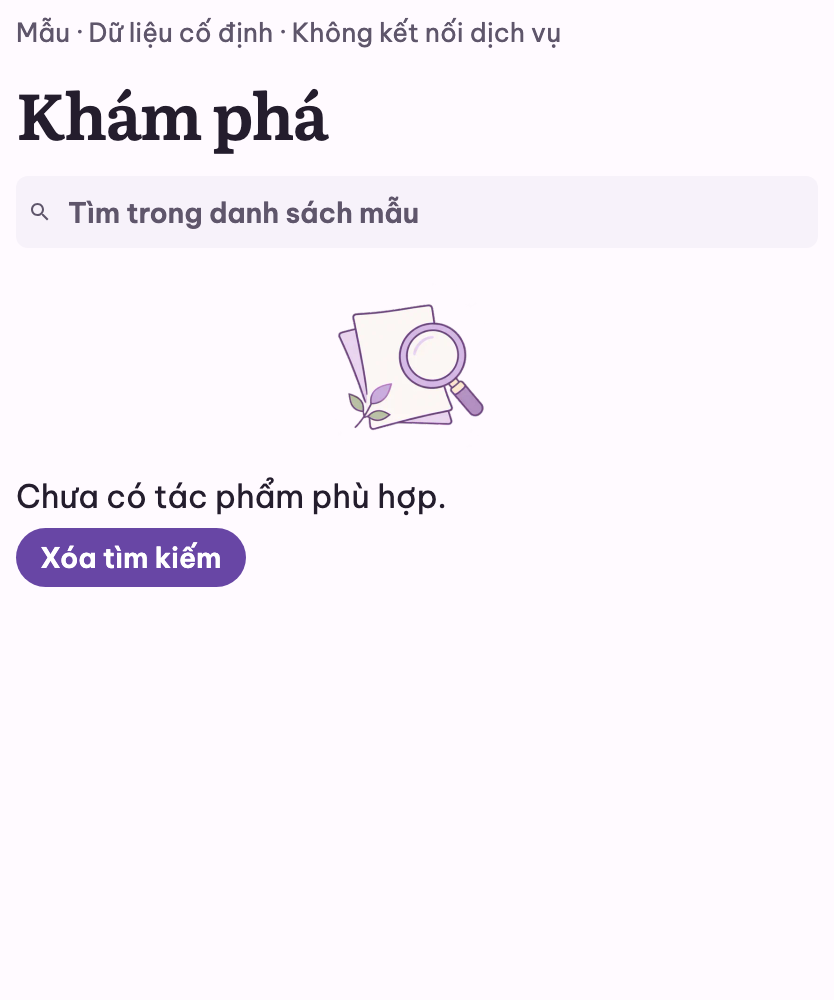 Mẫu · Dữ liệu cố định · Không kết nối dịch vụ
Khám phá
Tìm trong danh sách mẫu
Chưa có tác phẩm phù hợp.
Xóa tìm kiếm